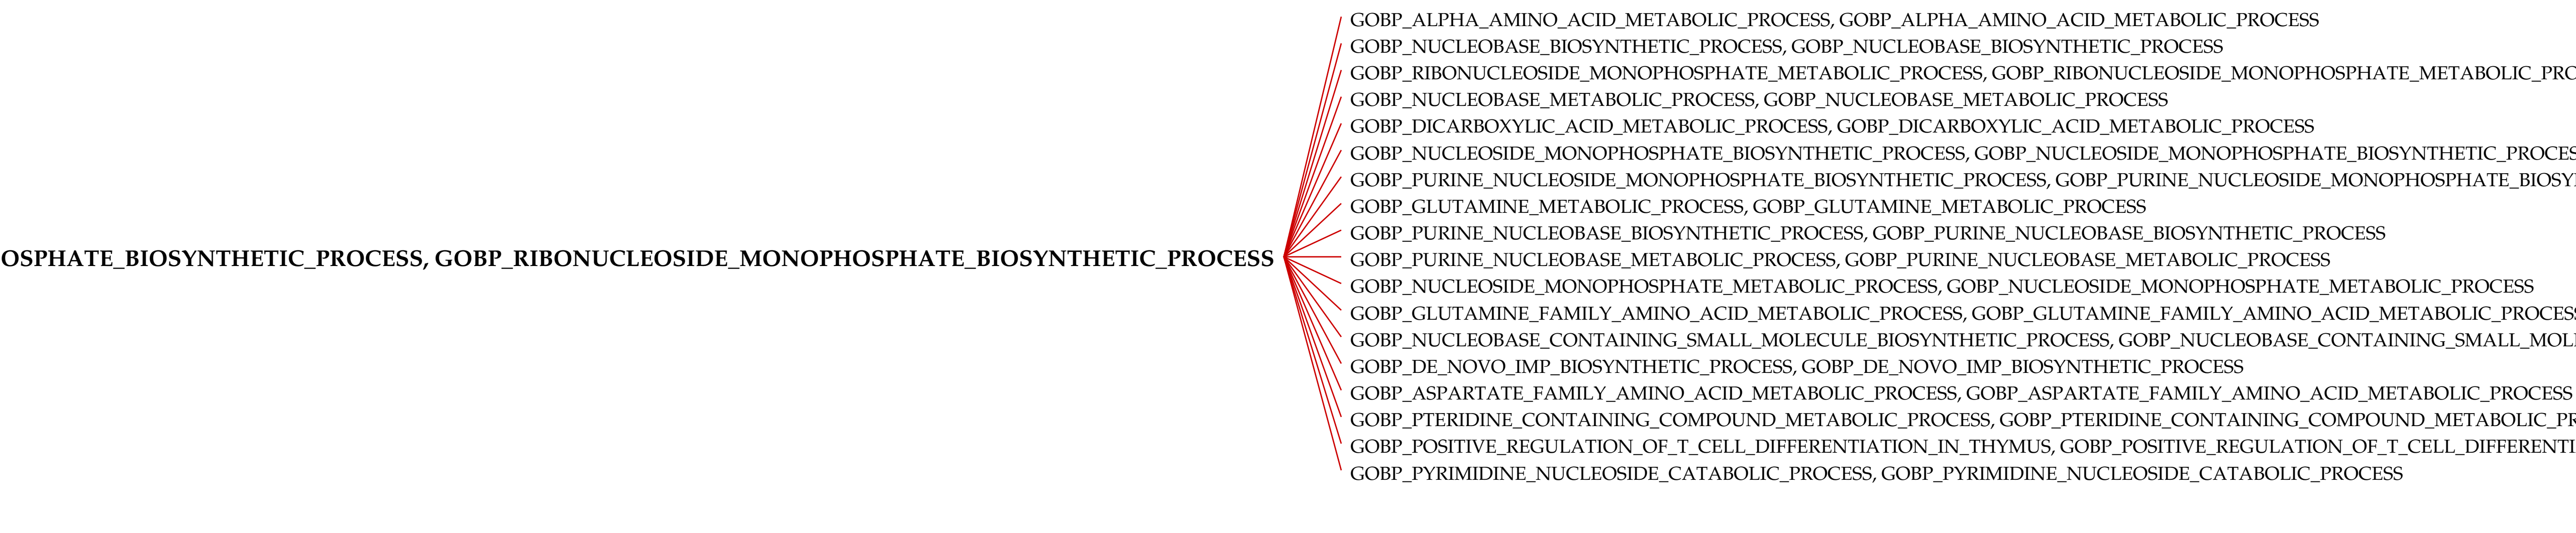 GOBP_ALPHA_AMINO_ACID_METABOLIC_PROCESS, GOBP_ALPHA_AMINO_ACID_METABOLIC_PROCESS
GOBP_NUCLEOBASE_BIOSYNTHETIC_PROCESS, GOBP_NUCLEOBASE_BIOSYNTHETIC_PROCESS
GOBP_RIBONUCLEOSIDE_MONOPHOSPHATE_METABOLIC_PROCESS, GOBP_RIBONUCLEOSIDE_MONOPHOSPHATE_METABOLIC_PRO
GOBP_NUCLEOBASE_METABOLIC_PROCESS, GOBP_NUCLEOBASE_METABOLIC_PROCESS
GOBP_DICARBOXYLIC_ACID_METABOLIC_PROCESS, GOBP_DICARBOXYLIC_ACID_METABOLIC_PROCESS
GOBP_NUCLEOSIDE_MONOPHOSPHATE_BIOSYNTHETIC_PROCESS, GOBP_NUCLEOSIDE_MONOPHOSPHATE_BIOSYNTHETIC_PROCES
GOBP_PURINE_NUCLEOSIDE_MONOPHOSPHATE_BIOSYNTHETIC_PROCESS, GOBP_PURINE_NUCLEOSIDE_MONOPHOSPHATE_BIOSY
GOBP_GLUTAMINE_METABOLIC_PROCESS, GOBP_GLUTAMINE_METABOLIC_PROCESS
GOBP_PURINE_NUCLEOBASE_BIOSYNTHETIC_PROCESS, GOBP_PURINE_NUCLEOBASE_BIOSYNTHETIC_PROCESS
OSPHATE_BIOSYNTHETIC_PROCESS, GOBP_RIBONUCLEOSIDE_MONOPHOSPHATE_BIOSYNTHETIC_PROCESS
GOBP_PURINE_NUCLEOBASE_METABOLIC_PROCESS, GOBP_PURINE_NUCLEOBASE_METABOLIC_PROCESS
GOBP_NUCLEOSIDE_MONOPHOSPHATE_METABOLIC_PROCESS, GOBP_NUCLEOSIDE_MONOPHOSPHATE_METABOLIC_PROCESS
GOBP_GLUTAMINE_FAMILY_AMINO_ACID_METABOLIC_PROCESS, GOBP_GLUTAMINE_FAMILY_AMINO_ACID_METABOLIC_PROCESS
GOBP_NUCLEOBASE_CONTAINING_SMALL_MOLECULE_BIOSYNTHETIC_PROCESS, GOBP_NUCLEOBASE_CONTAINING_SMALL_MOL
GOBP_DE_NOVO_IMP_BIOSYNTHETIC_PROCESS, GOBP_DE_NOVO_IMP_BIOSYNTHETIC_PROCESS
GOBP_ASPARTATE_FAMILY_AMINO_ACID_METABOLIC_PROCESS, GOBP_ASPARTATE_FAMILY_AMINO_ACID_METABOLIC_PROCESS
GOBP_PTERIDINE_CONTAINING_COMPOUND_METABOLIC_PROCESS, GOBP_PTERIDINE_CONTAINING_COMPOUND_METABOLIC_PR
GOBP_POSITIVE_REGULATION_OF_T_CELL_DIFFERENTIATION_IN_THYMUS, GOBP_POSITIVE_REGULATION_OF_T_CELL_DIFFERENTI
GOBP_PYRIMIDINE_NUCLEOSIDE_CATABOLIC_PROCESS, GOBP_PYRIMIDINE_NUCLEOSIDE_CATABOLIC_PROCESS